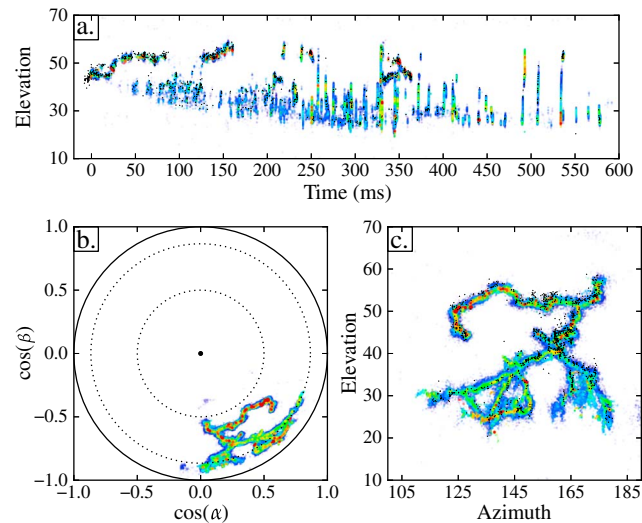 a.
70
50
30
10
Elevation
0 50 100 150 200 250 300 350 400 450 500 550 600
Time (ms)
b.
1.0
0.5
0.0
−0.5
−1.0
cos(β)
−1.0 −0.5 0.0 0.5 1.0
cos(α)
c.
70
60
50
40
30
20
10
Elevation
105 125 145 165 185
Azimuth